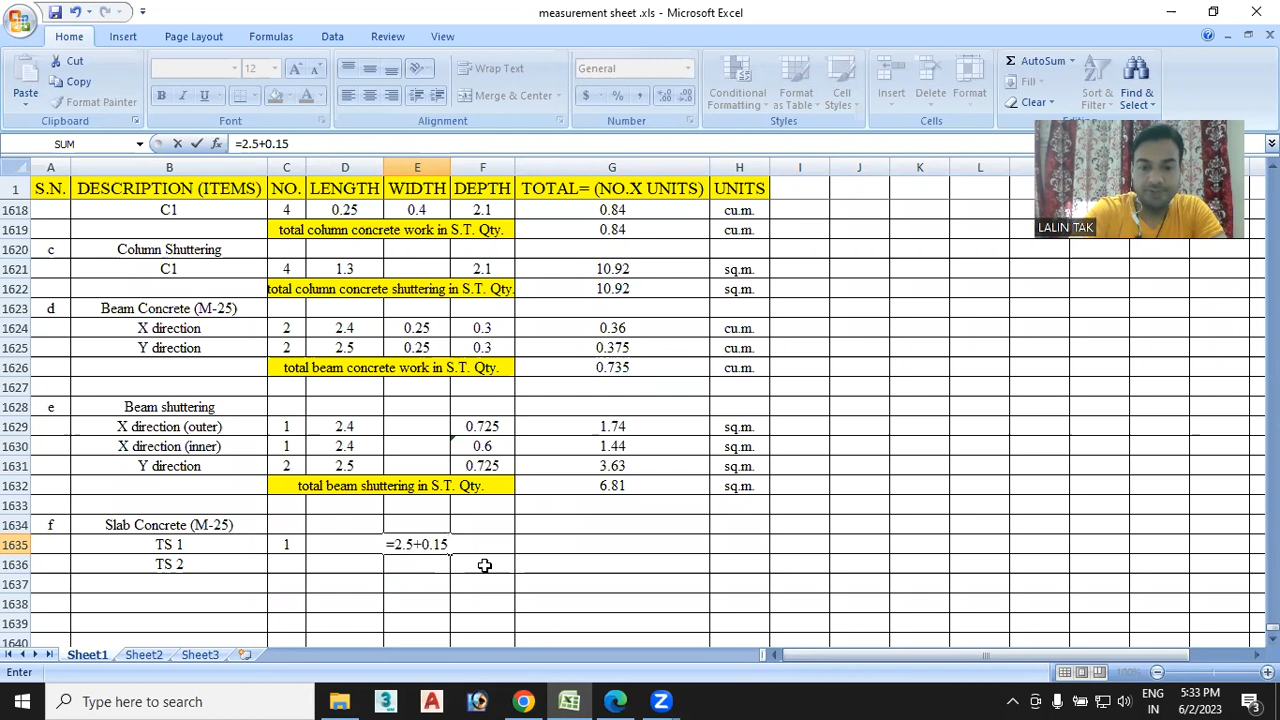 measurement sheet .xls - Microsoft Excel
Home Insert Page Layout Formulas Data Review View
Paste Cut Copy Format Painter Clipboard
12 Font
Wrap Text Merge & Center Alignment
General $ % , Number
Conditional Formatting Format as Table Cell Styles Styles
Insert Delete Format
AutoSum Fill Clear Sort & Filter Find & Select
SUM =2.5+0.15
A B C D E F G H I J K L
1 S.N. DESCRIPTION (ITEMS) NO. LENGTH WIDTH DEPTH TOTAL= (NO.X UNITS) UNITS
1618 C1 4 0.25 0.4 2.1 0.84 cu.m.
1619 total column concrete work in S.T. Qty. 0.84 cu.m.
1620 c Column Shuttering
1621 C1 4 1.3 2.1 10.92 sq.m.
1622 total column concrete shuttering in S.T. Qty. 10.92 sq.m.
1623 d Beam Concrete (M-25)
1624 X direction 2 2.4 0.25 0.3 0.36 cu.m.
1625 Y direction 2 2.5 0.25 0.3 0.375 cu.m.
1626 total beam concrete work in S.T. Qty. 0.735 cu.m.
1627
1628 e Beam shuttering
1629 X direction (outer) 1 2.4 0.725 1.74 sq.m.
1630 X direction (inner) 1 2.4 0.6 1.44 sq.m.
1631 Y direction 2 2.5 0.725 3.63 sq.m.
1632 total beam shuttering in S.T. Qty. 6.81 sq.m.
1633
1634 f Slab Concrete (M-25)
1635 TS 1 1 =2.5+0.15
1636 TS 2
1637
1638
1639
1640
LALIN TAK
Sheet1 Sheet2 Sheet3
Enter 100%
Type here to search
ENG IN
5:33 PM
6/2/2023
3